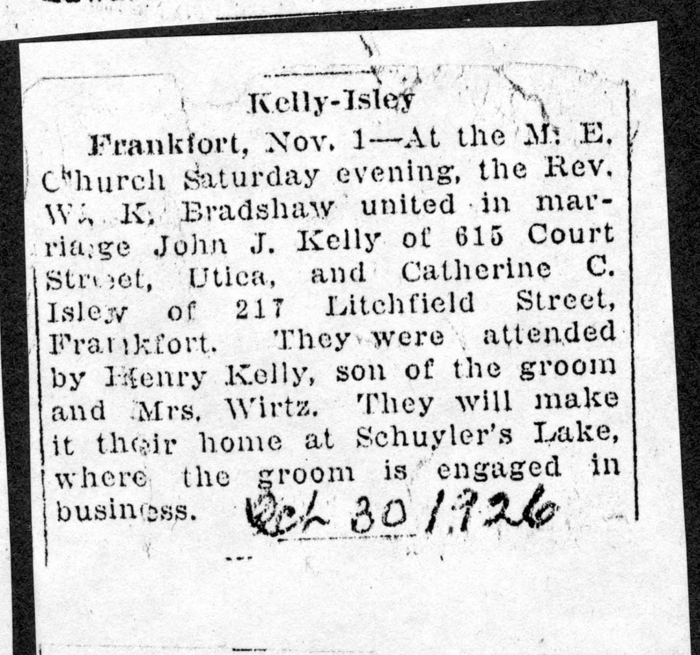 Kelly-Isley
Frankfort, Nov. 1—At the M. E.
Church Saturday evening, the Rev.
W. K. Bradshaw united in mar-
riage John J. Kelly of 615 Court
Street, Utica, and Catherine C.
Isley of 217 Litchfield Street,
Frankfort. They were attended
by Henry Kelly, son of the groom
and Mrs. Wirtz. They will make
it their home at Schuyler's Lake,
where the groom is engaged in
business.
Oct 30 1926